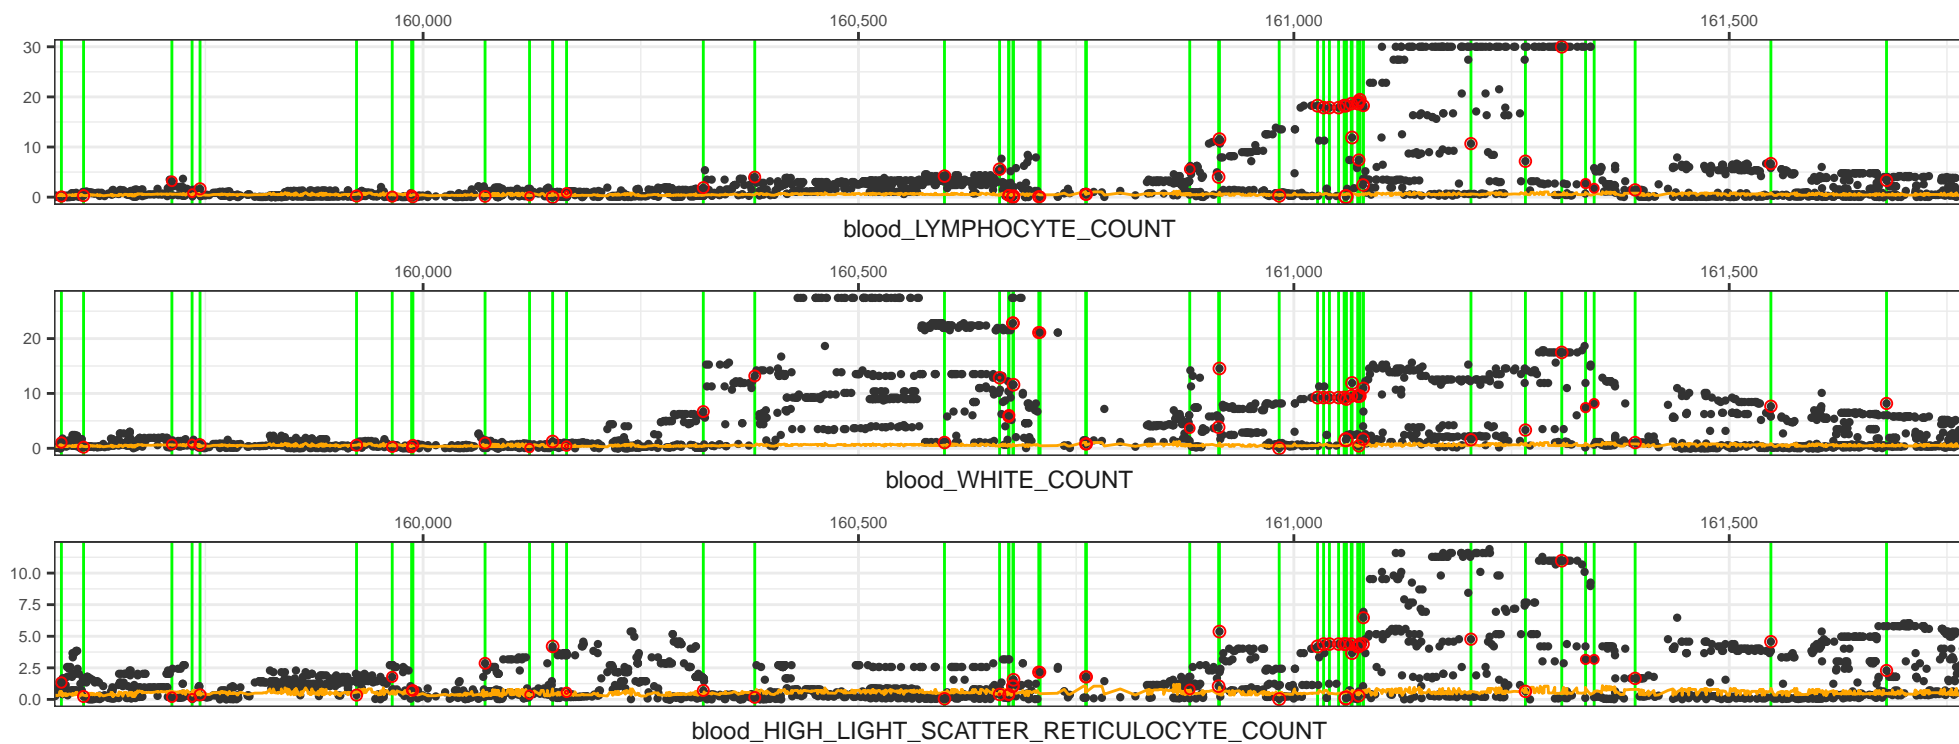 160,000 160,500 161,000 161,500
30
20
10
0
blood_LYMPHOCYTE_COUNT
160,000 160,500 161,000 161,500
20
10
0
blood_WHITE_COUNT
160,000 160,500 161,000 161,500
10.0
7.5
5.0
2.5
0.0
blood_HIGH_LIGHT_SCATTER_RETICULOCYTE_COUNT